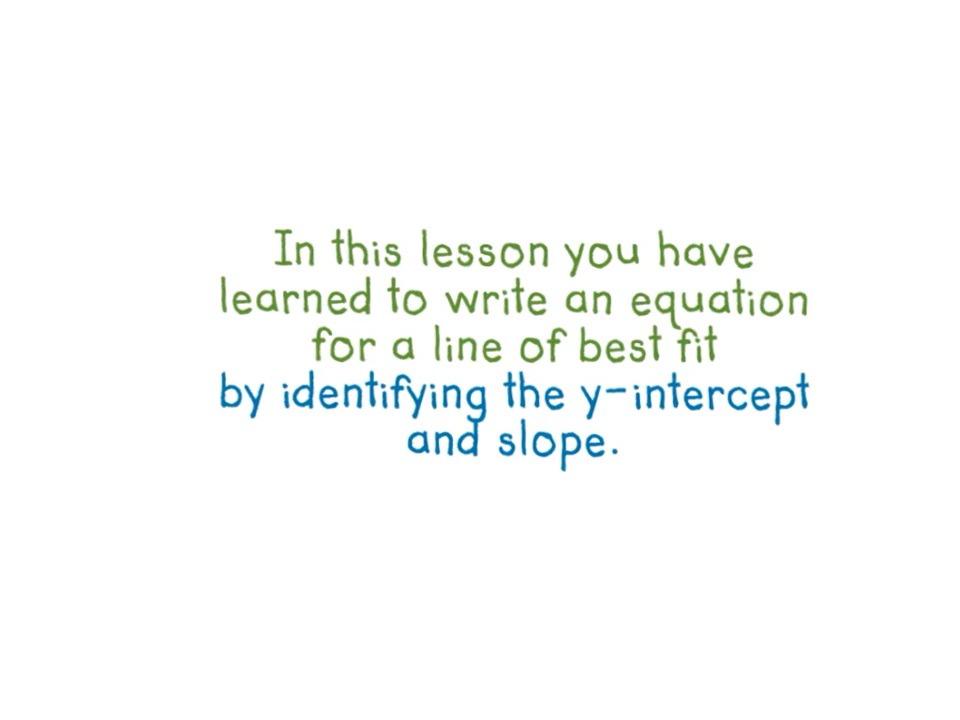 In this lesson you have
learned to write an equation
for a line of best fit
by identifying the y-intercept
and slope.